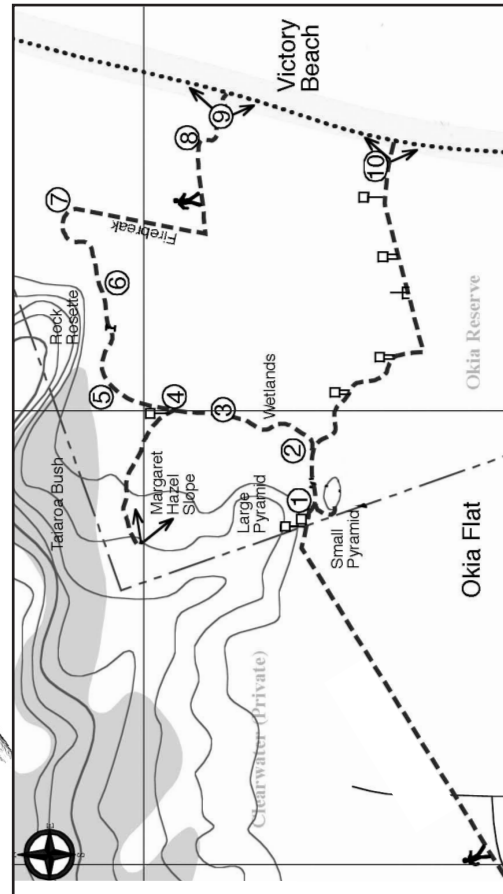 Taiaroa Bush
Rock
Rosette
7
5
6
Firebreak
Margaret
Hazel
Slope
4
8
9
3
Wetlands
Large
Pyramid
2
1
Victory
Beach
Clearwater (Private)
Small
Pyramid
10
Okia Flat
Okia Reserve